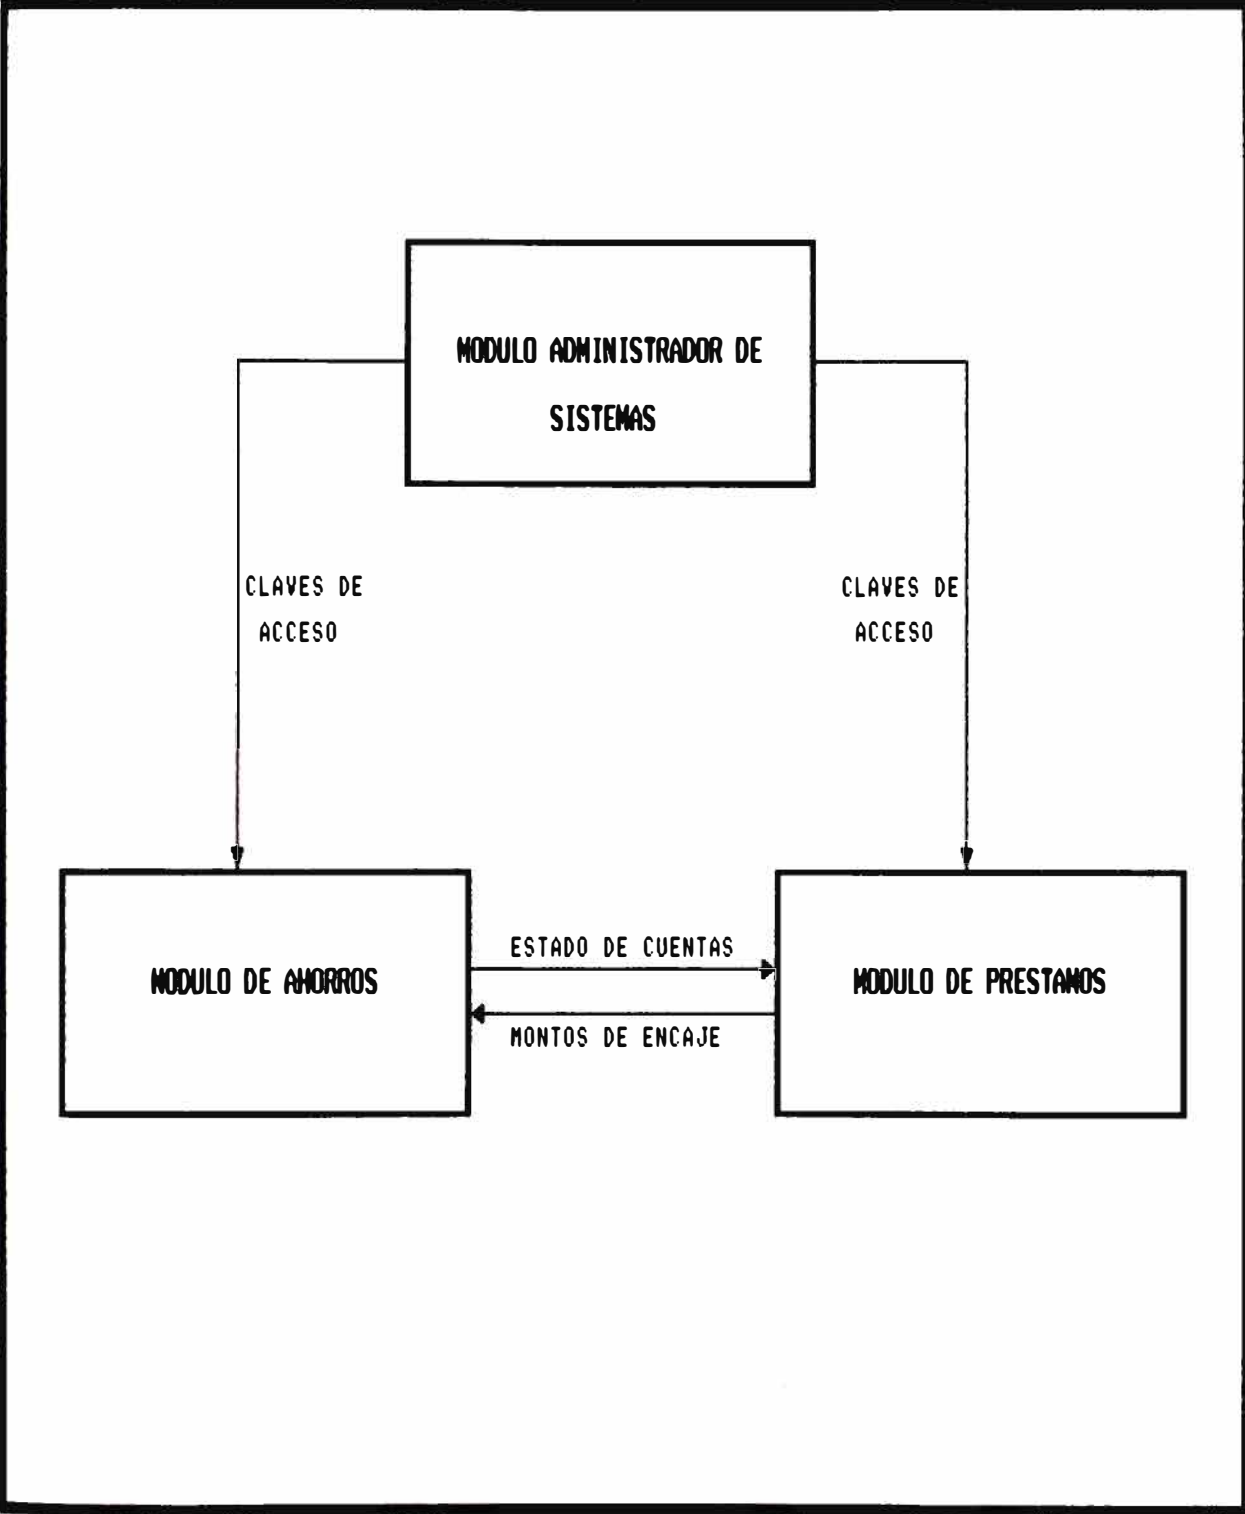 MODULO ADMINISTRADOR DE
SISTEMAS
CLAVES DE
ACCESO
CLAVES DE
ACCESO
MODULO DE AHORROS
ESTADO DE CUENTAS
MONTOS DE ENCAJE
MODULO DE PRESTAMOS